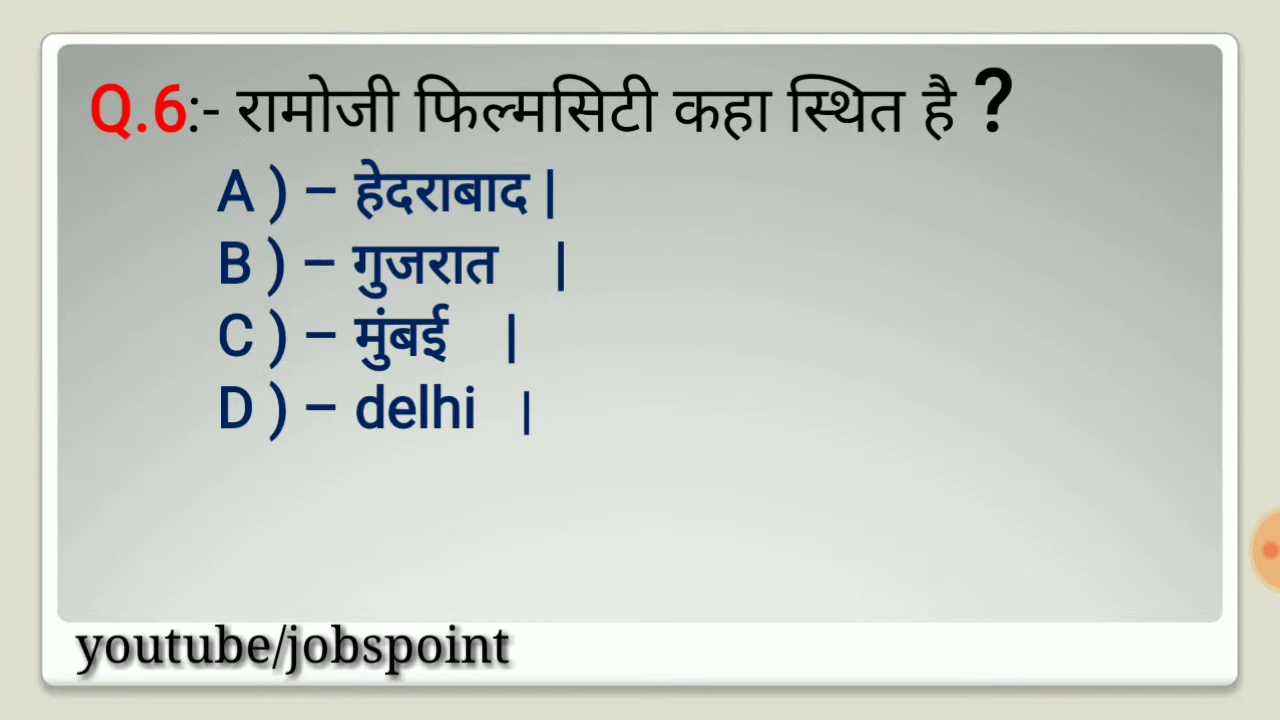 Q.6:- रामोजी फिल्मसिटी कहा स्थित है ?
A ) – हेदराबाद |
B ) – गुजरात |
C ) – मुंबई |
D ) – delhi |
youtube/jobspoint